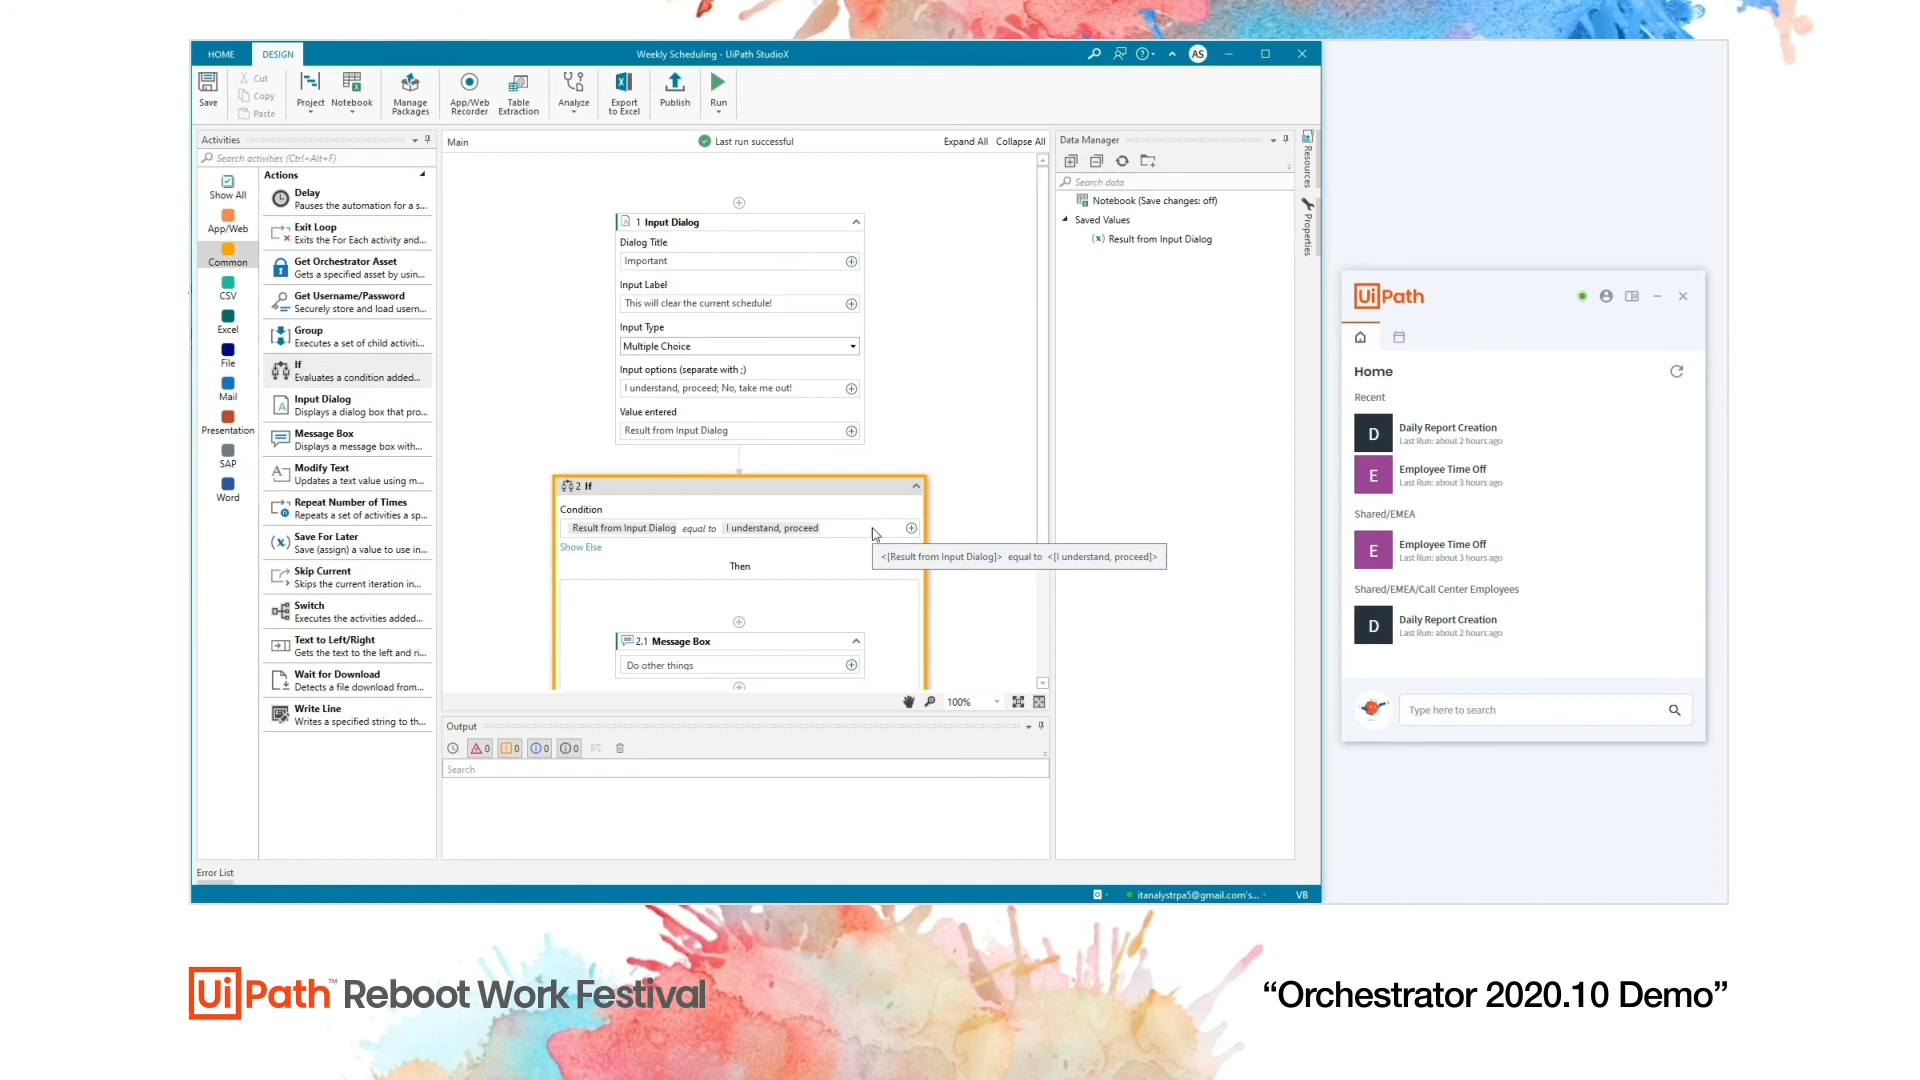 HOME
DESIGN
Weekly Scheduling - UiPath StudioX
AS
Save
Cut
Copy
Paste
Project
Notebook
Manage
Packages
App/Web
Recorder
Table
Extraction
Analyze
Export
to Excel
Publish
Run
Activities
Search activities (Ctrl+Alt+F)
Show All
App/Web
Common
CSV
Excel
File
Mail
Presentation
SAP
Word
Actions
Delay
Pauses the automation for a s...
Exit Loop
Exits the For Each activity and...
Get Orchestrator Asset
Gets a specified asset by usin...
Get Username/Password
Securely store and load usern...
Group
Executes a set of child activiti...
If
Evaluates a condition added...
Input Dialog
Displays a dialog box that pro...
Message Box
Displays a message box with...
Modify Text
Updates a text value using m...
Repeat Number of Times
Repeats a set of activities a sp...
Save For Later
Save (assign) a value to use in...
Skip Current
Skips the current iteration in...
Switch
Executes the activities added...
Text to Left/Right
Gets the text to the left and ri...
Wait for Download
Detects a file download from...
Write Line
Writes a specified string to th...
Main
Last run successful
Expand All
Collapse All
1 Input Dialog
Dialog Title
Important
Input Label
This will clear the current schedule!
Input Type
Multiple Choice
Input options (separate with ;)
I understand, proceed; No, take me out!
Value entered
Result from Input Dialog
2 If
Condition
Result from Input Dialog equal to I understand, proceed
Show Else
<[Result from Input Dialog]> equal to <[I understand, proceed]>
Then
2.1 Message Box
Do other things
100%
Output
0
0
0
0
Search
Data Manager
Search data
Notebook (Save changes: off)
Saved Values
(x) Result from Input Dialog
Resources
Properties
Error List
itanalystrpa5@gmail.com's...
VB
UiPath
Home
Recent
D
Daily Report Creation
Last Run: about 2 hours ago
E
Employee Time Off
Last Run: about 3 hours ago
Shared/EMEA
E
Employee Time Off
Last Run: about 3 hours ago
Shared/EMEA/Call Center Employees
D
Daily Report Creation
Last Run: about 2 hours ago
Type here to search
UiPath™ Reboot Work Festival
“Orchestrator 2020.10 Demo”